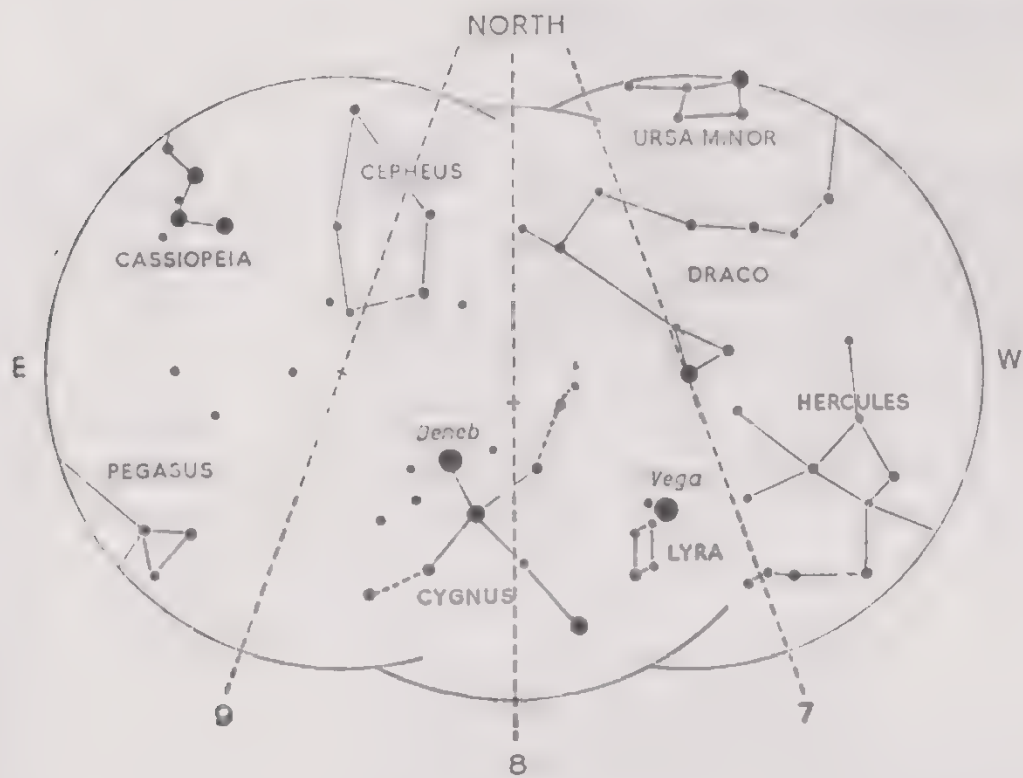 NORTH
URSA MINOR
CEPHEUS
CASSIOPEIA
DRACO
E
W
HERCULES
Deneb
PEGASUS
Vega
LYRA
CYGNUS
9
7
8